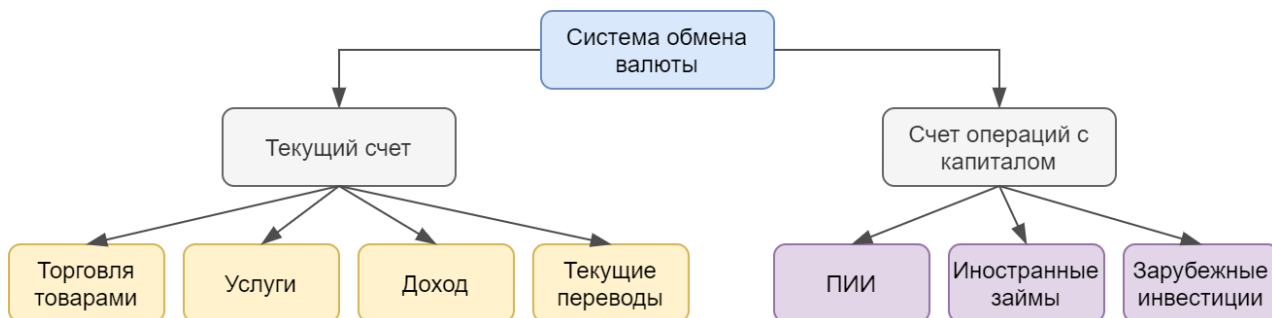 Система обмена
валюты
Текущий счет
Счет операций с
капиталом
Торговля
товарами
Услуги
Доход
Текущие
переводы
ПИИ
Иностранные
займы
Зарубежные
инвестиции